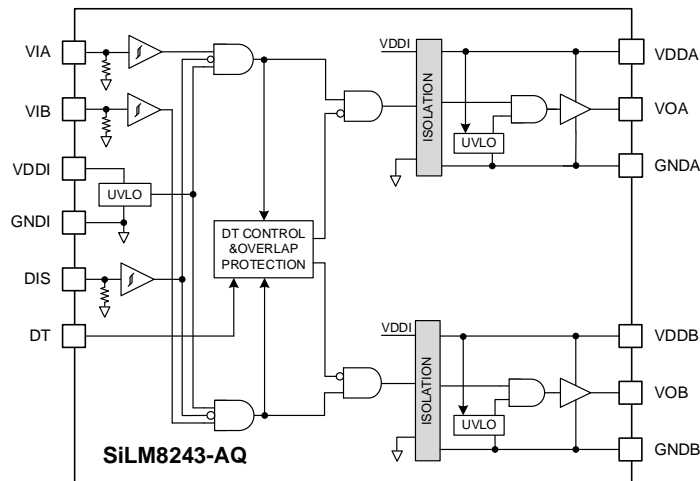 VIA
VIB
VDDI
GNDI
DIS
DT
UVLO
DT CONTROL
&OVERLAP
PROTECTION
VDDI
ISOLATION
UVLO
VDDA
VOA
GNDA
VDDI
ISOLATION
UVLO
VDDB
VOB
GNDB
SiLM8243-AQ